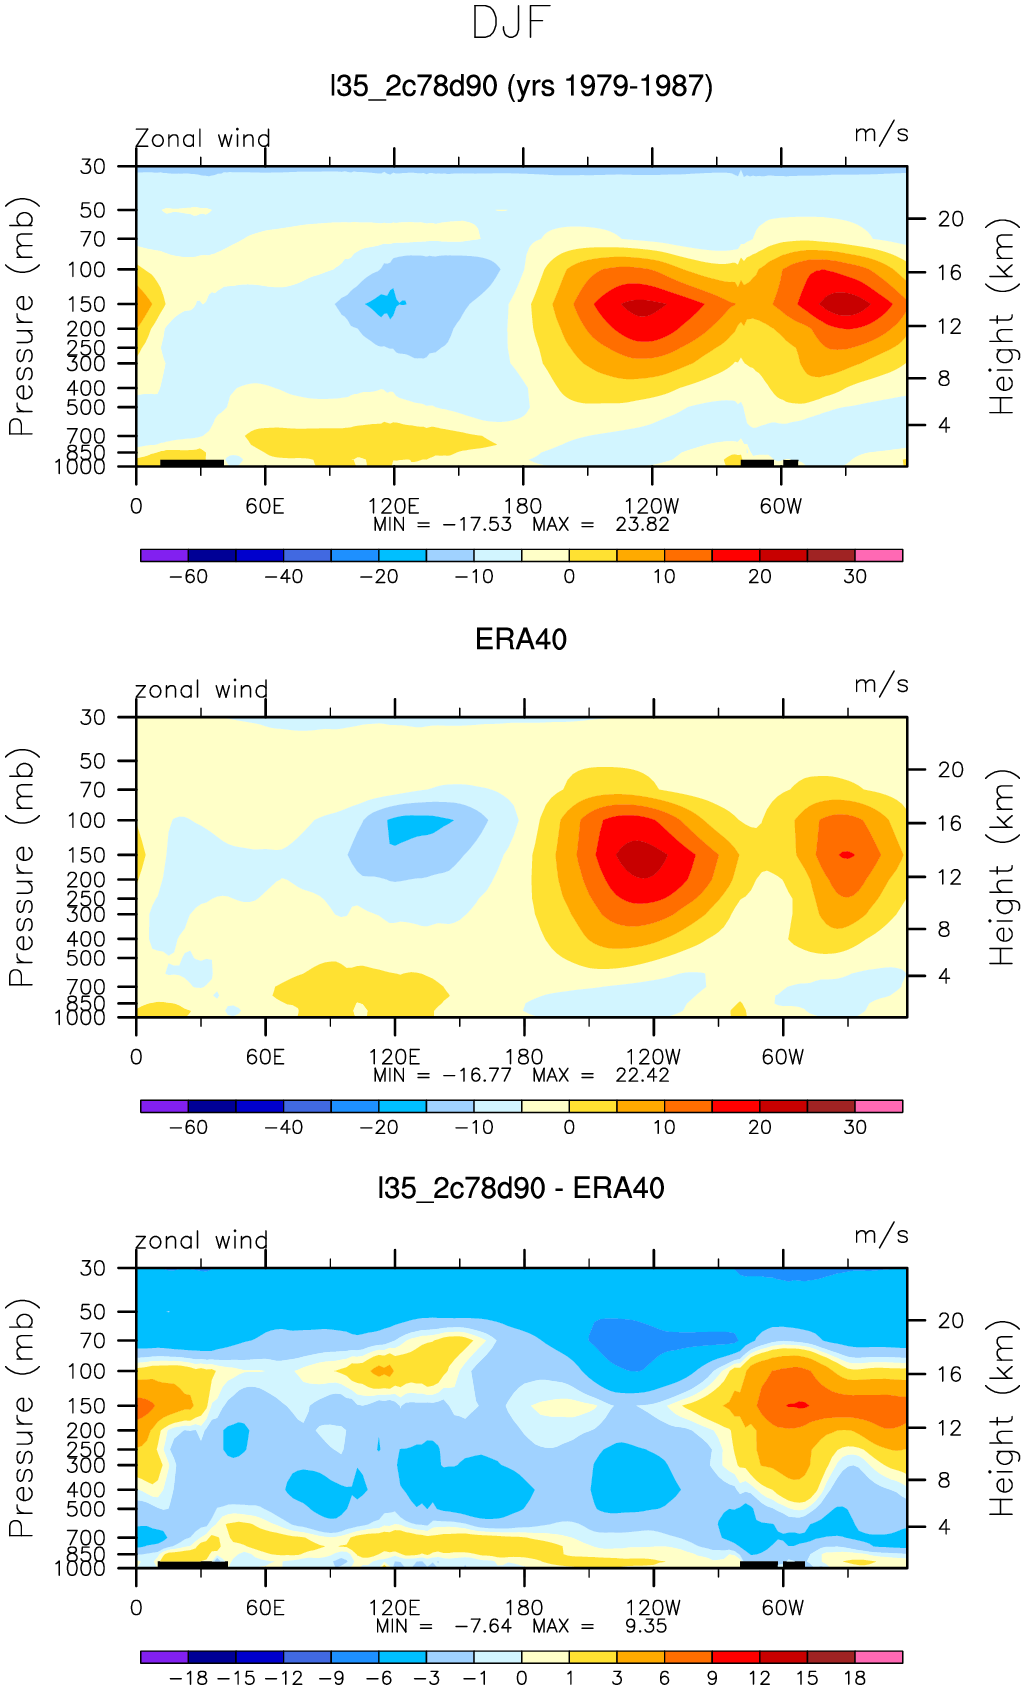 DJF
l35_2c78d90 (yrs 1979-1987)
Zonal wind m/s
Pressure (mb)
30
50
70
100
150
200
250
300
400
500
700
850
1000
20
16
12
8
4
Height (km)
0 60E 120E 180 120W 60W
MIN = -17.53 MAX = 23.82
-60 -40 -20 -10 0 10 20 30
ERA40
zonal wind m/s
Pressure (mb)
30
50
70
100
150
200
250
300
400
500
700
850
1000
20
16
12
8
4
Height (km)
0 60E 120E 180 120W 60W
MIN = -16.77 MAX = 22.42
-60 -40 -20 -10 0 10 20 30
l35_2c78d90 - ERA40
zonal wind m/s
Pressure (mb)
30
50
70
100
150
200
250
300
400
500
700
850
1000
20
16
12
8
4
Height (km)
0 60E 120E 180 120W 60W
MIN = -7.64 MAX = 9.35
-18 -15 -12 -9 -6 -3 -1 0 1 3 6 9 12 15 18